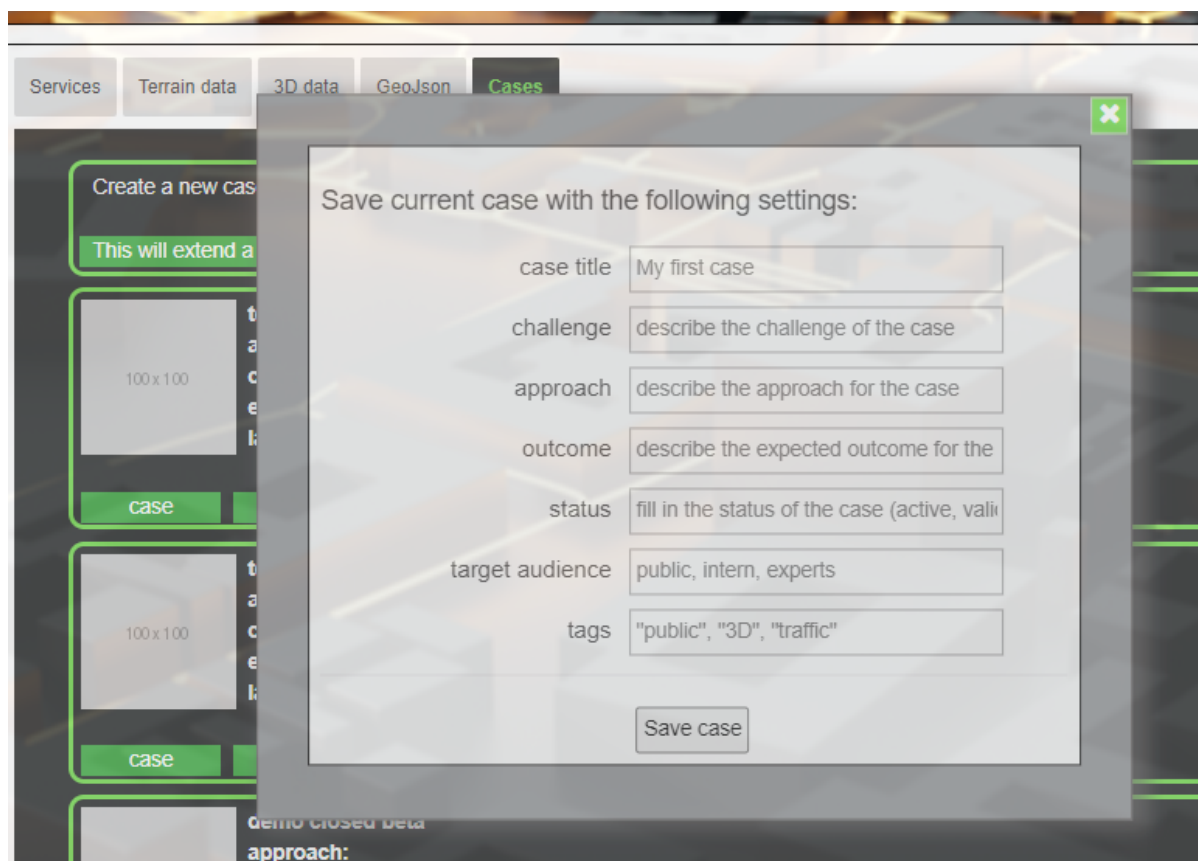 Services Terrain data 3D data GeoJson Cases
Create a new cas
This will extend a
Save current case with the following settings:
case title My first case
challenge describe the challenge of the case
approach describe the approach for the case
outcome describe the expected outcome for the
status fill in the status of the case (active, vali
target audience public, intern, experts
tags "public", "3D", "traffic"
Save case
100 x 100
case
100 x 100
case
demo closed beta
approach: